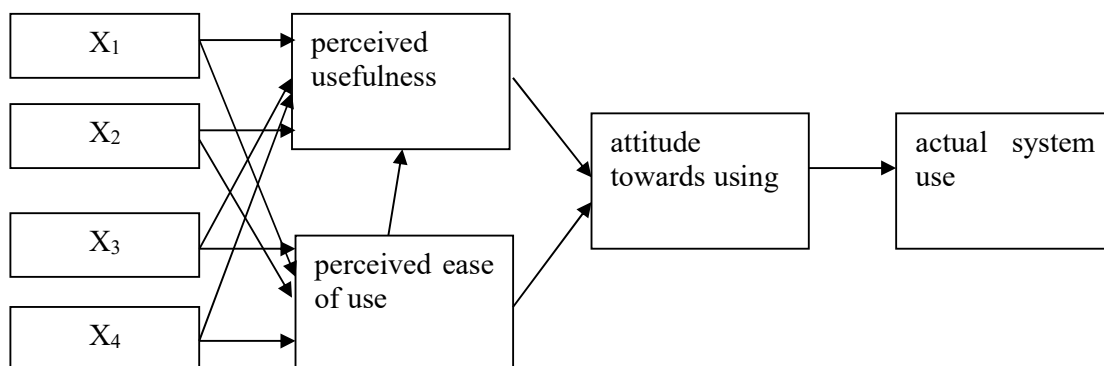 X₁
X₂
X₃
X₄
perceived
usefulness
perceived ease
of use
attitude
towards using
actual system
use